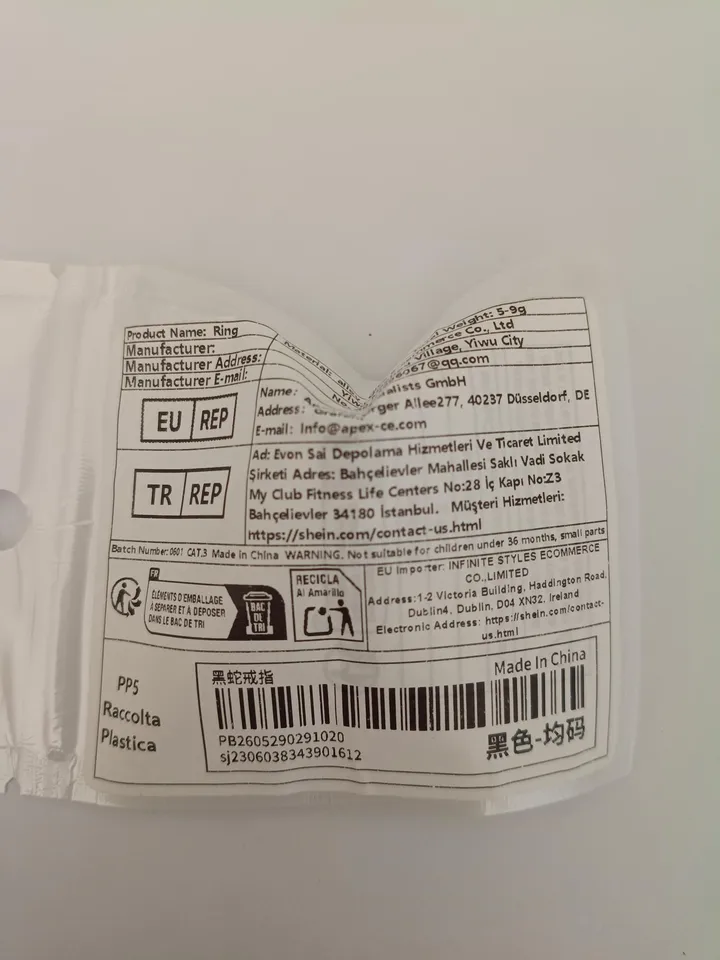 Product Name: Ring
Material: Weight: 5-9g
Manufacturer: Co., Ltd
Manufacturer Address: Village, Yiwu City
Manufacturer E-mail: 067@qq.com
EU REP
Name: GmbH
Address: Allee277, 40237 Düsseldorf, DE
E-mail: Info@apex-ce.com
TR REP
Ad: Evon Sai Depolama Hizmetleri Ve Ticaret Limited
Şirketi Adres: Bahçelievler Mahallesi Saklı Vadi Sokak
My Club Fitness Life Centers No:28 İç Kapı No:Z3
Bahçelievler 34180 İstanbul. Müşteri Hizmetleri:
https://shein.com/contact-us.html
Batch Number:0601 CAT.3 Made in China WARNING. Not suitable for children under 36 months, small parts
FR
ÉLÉMENTS D'EMBALLAGE
À SÉPARER ET À DÉPOSER
DANS LE BAC DE TRI
BAC
DE
TRI
RECICLA
Al Amarillo
EU Importer: INFINITE STYLES ECOMMERCE
CO.,LIMITED
Address:1-2 Victoria Building, Haddington Road,
Dublin4, Dublin, D04 XN32, Ireland
Electronic Address: https://shein.com/contact-
us.html
PP5
Raccolta
Plastica
黑蛇戒指
Made In China
PB2605290291020
sj2306038343901612
黑色-均码